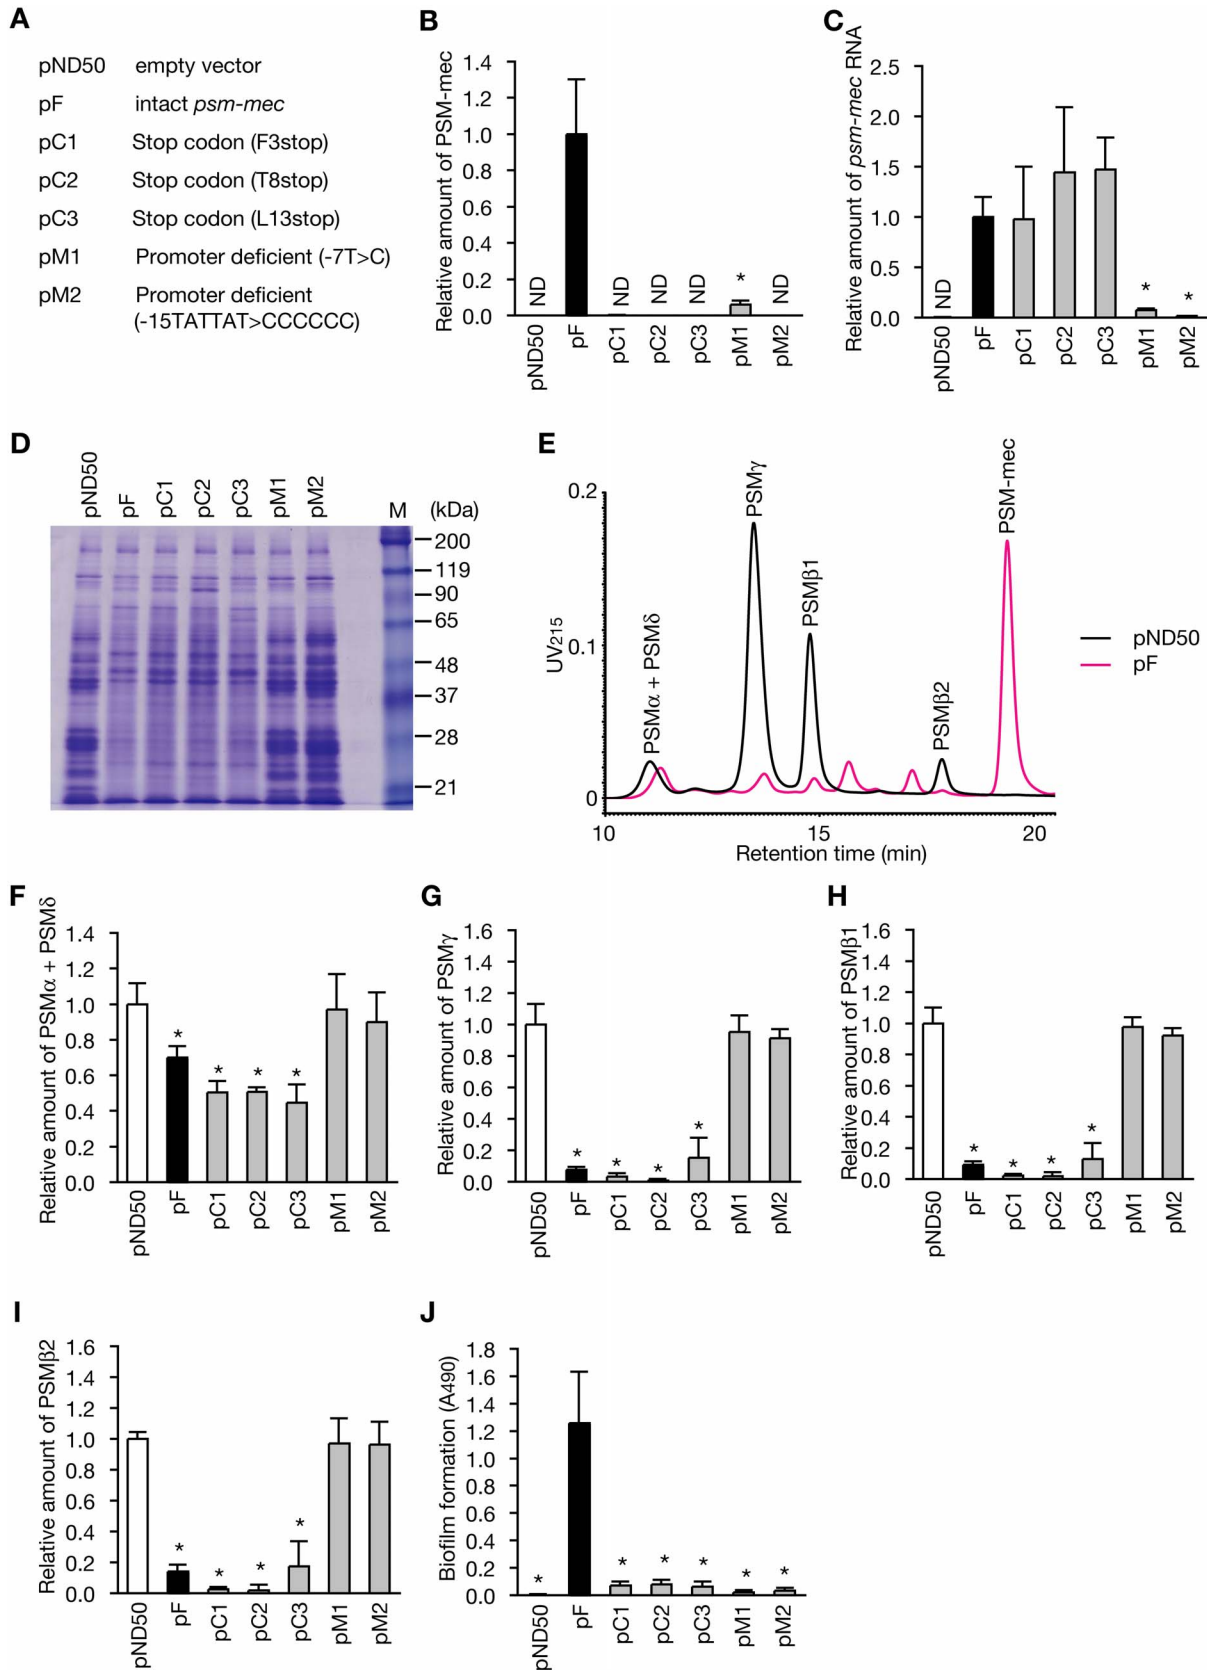 A
pND50 empty vector
pF intact psm-mec
pC1 Stop codon (F3stop)
pC2 Stop codon (T8stop)
pC3 Stop codon (L13stop)
pM1 Promoter deficient (-7T>C)
pM2 Promoter deficient
(-15TATTAT>CCCCCC)
B
Relative amount of PSM-mec
1.4
1.2
1.0
0.8
0.6
0.4
0.2
0.0
ND
ND
ND
ND
*
ND
pND50
pF
pC1
pC2
pC3
pM1
pM2
C
Relative amount of psm-mec RNA
2.5
2.0
1.5
1.0
0.5
0.0
ND
*
*
pND50
pF
pC1
pC2
pC3
pM1
pM2
D
pND50
pF
pC1
pC2
pC3
pM1
pM2
M
(kDa)
200
119
90
65
48
37
28
21
E
UV215
0.2
0.1
0
PSMα + PSMδ
PSMγ
PSMβ1
PSMβ2
PSM-mec
pND50
pF
10
15
20
Retention time (min)
F
Relative amount of PSMα + PSMδ
1.4
1.2
1.0
0.8
0.6
0.4
0.2
0.0
*
*
*
*
pND50
pF
pC1
pC2
pC3
pM1
pM2
G
Relative amount of PSMγ
1.6
1.4
1.2
1.0
0.8
0.6
0.4
0.2
0.0
*
*
*
*
pND50
pF
pC1
pC2
pC3
pM1
pM2
H
Relative amount of PSMβ1
1.6
1.4
1.2
1.0
0.8
0.6
0.4
0.2
0.0
*
*
*
*
pND50
pF
pC1
pC2
pC3
pM1
pM2
I
Relative amount of PSMβ2
1.6
1.4
1.2
1.0
0.8
0.6
0.4
0.2
0.0
*
*
*
*
pND50
pF
pC1
pC2
pC3
pM1
pM2
J
Biofilm formation (A490)
1.8
1.6
1.4
1.2
1.0
0.8
0.6
0.4
0.2
0.0
*
*
*
*
*
*
pND50
pF
pC1
pC2
pC3
pM1
pM2